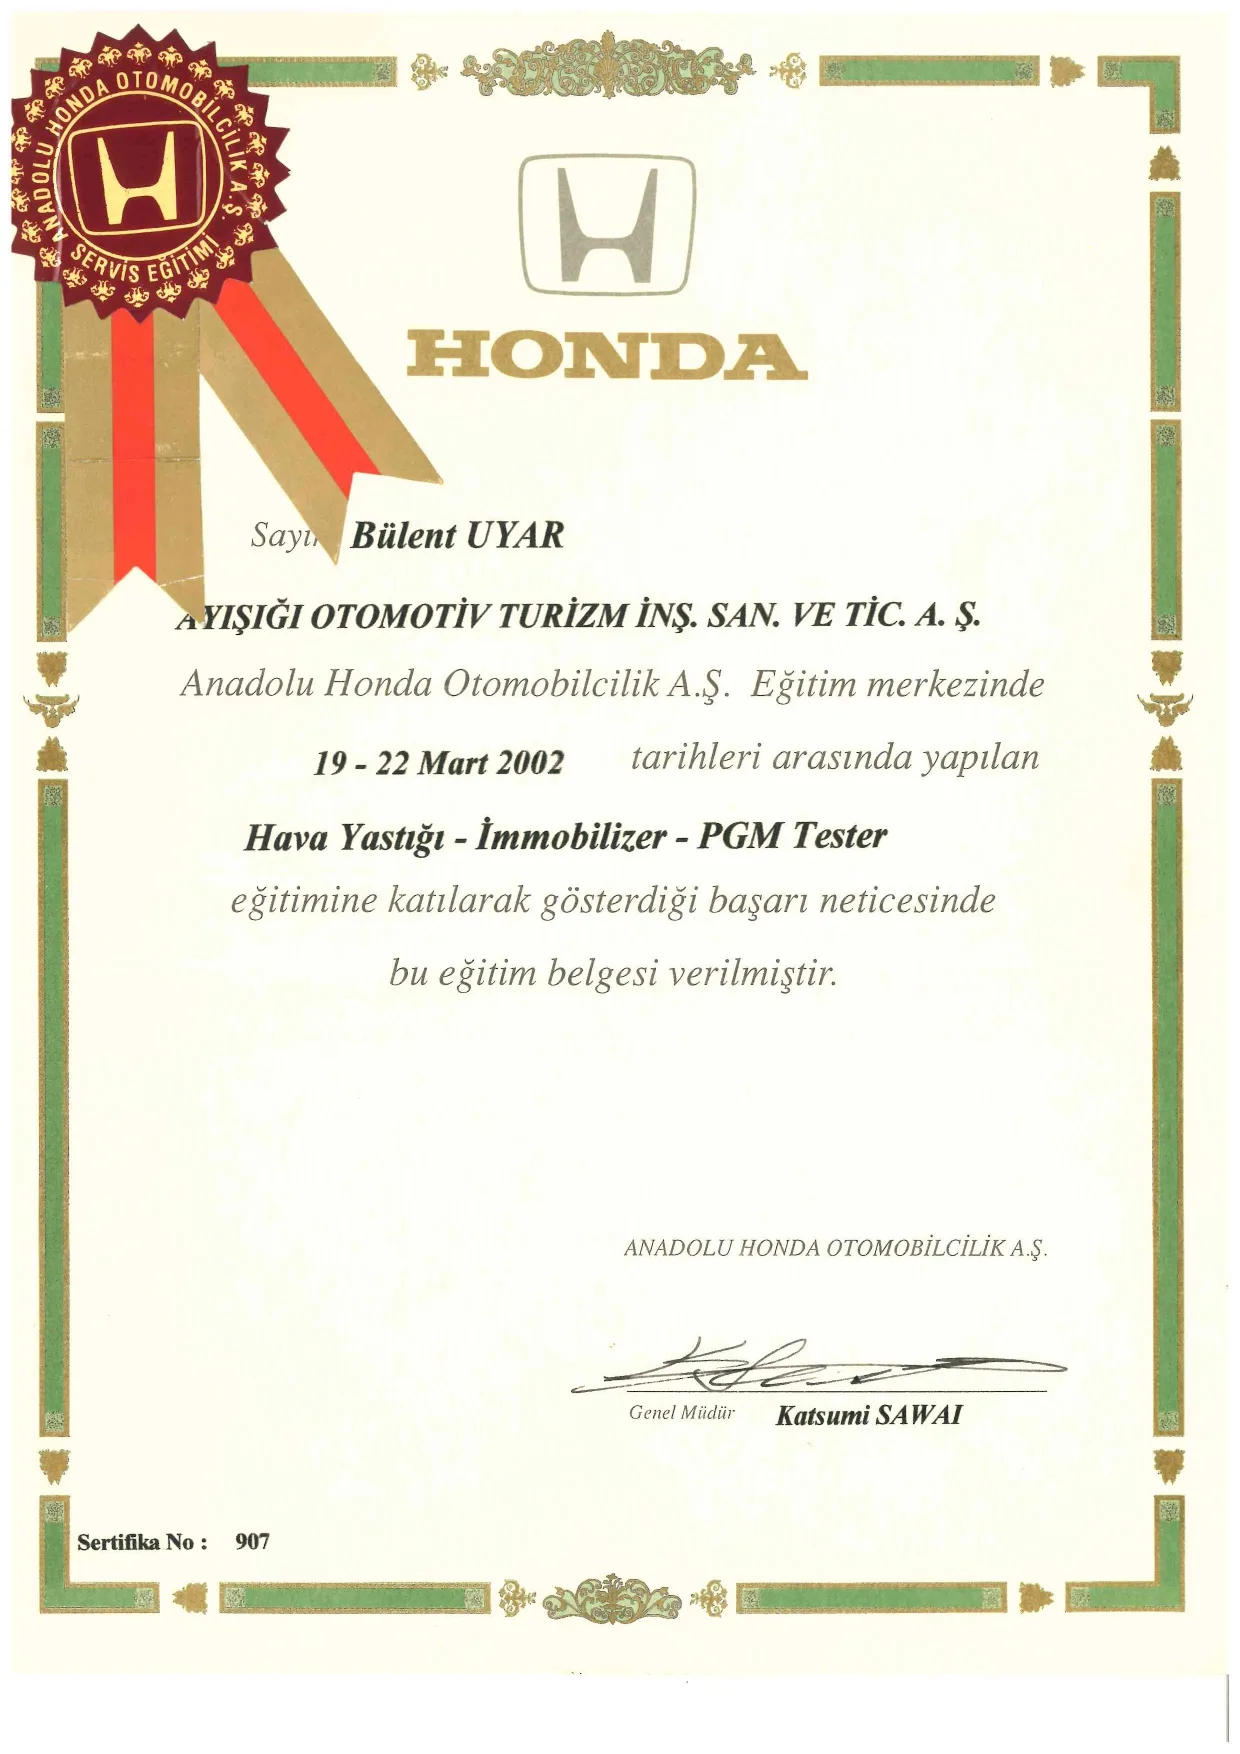 ANADOLU HONDA OTOMOBİLCİLİK A.Ş.
SERVİS EĞİTİMİ
HONDA
Sayın Bülent UYAR
AYIŞIĞI OTOMOTİV TURİZM İNŞ. SAN. VE TİC. A. Ş.
Anadolu Honda Otomobilcilik A.Ş. Eğitim merkezinde
19 - 22 Mart 2002 tarihleri arasında yapılan
Hava Yastığı - İmmobilizer - PGM Tester
eğitimine katılarak gösterdiği başarı neticesinde
bu eğitim belgesi verilmiştir.
ANADOLU HONDA OTOMOBİLCİLİK A.Ş.
Genel Müdür Katsumi SAWAI
Sertifika No : 907